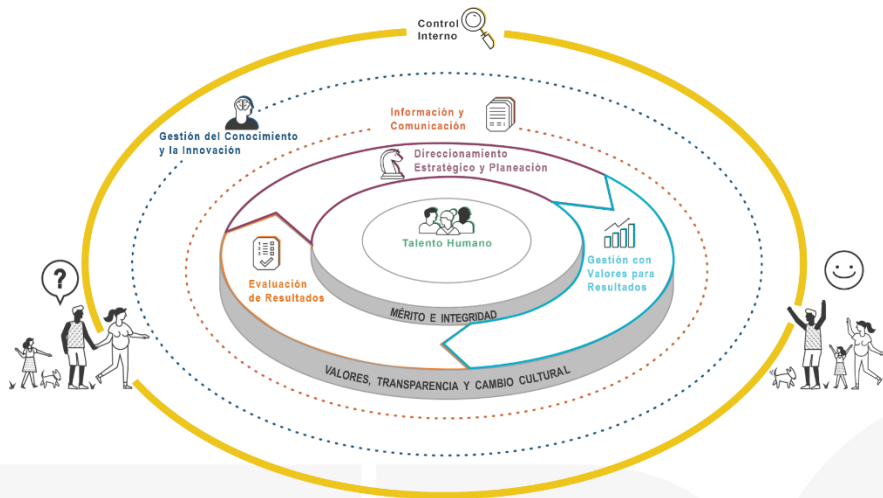 Control
Interno
Información y
Comunicación
Gestión del Conocimiento
y la Innovación
Direccionamiento
Estratégico y Planeación
Talento Humano
Gestión con
Valores para
Resultados
Evaluación
de Resultados
MÉRITO E INTEGRIDAD
VALORES, TRANSPARENCIA Y CAMBIO CULTURAL
?